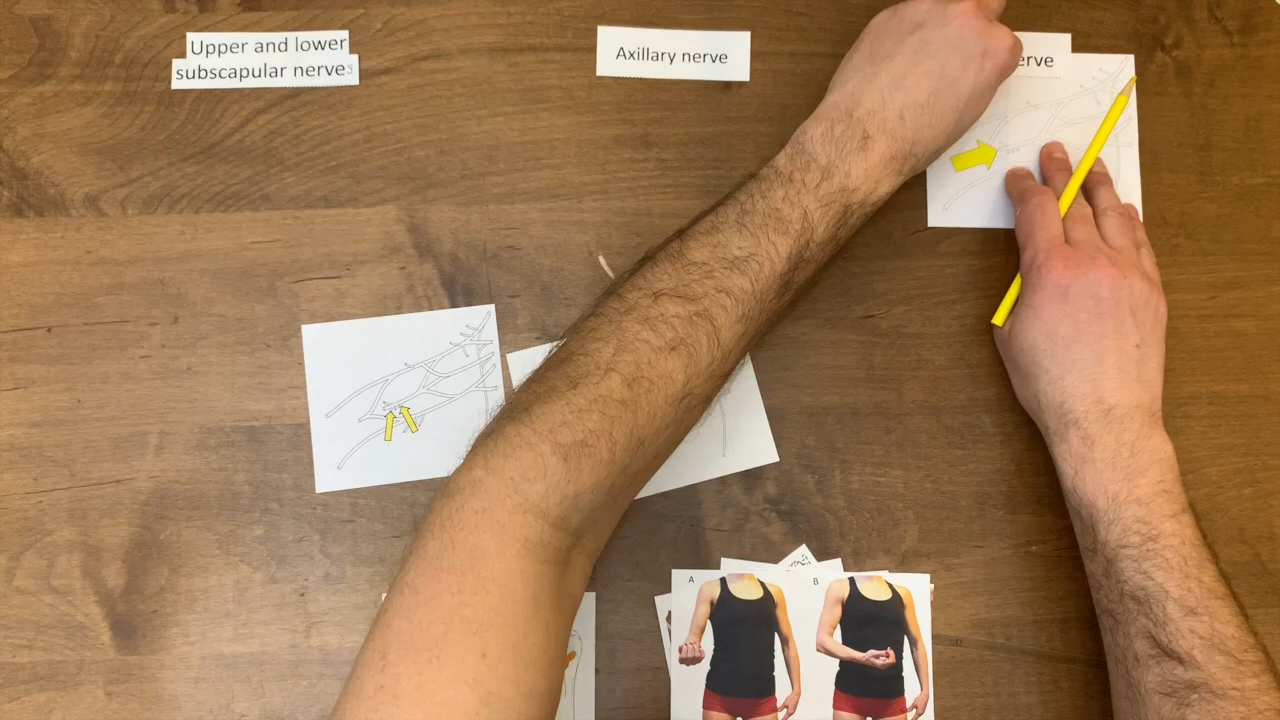 Upper and lower
subscapular nerves
Axillary nerve
erve
A
B